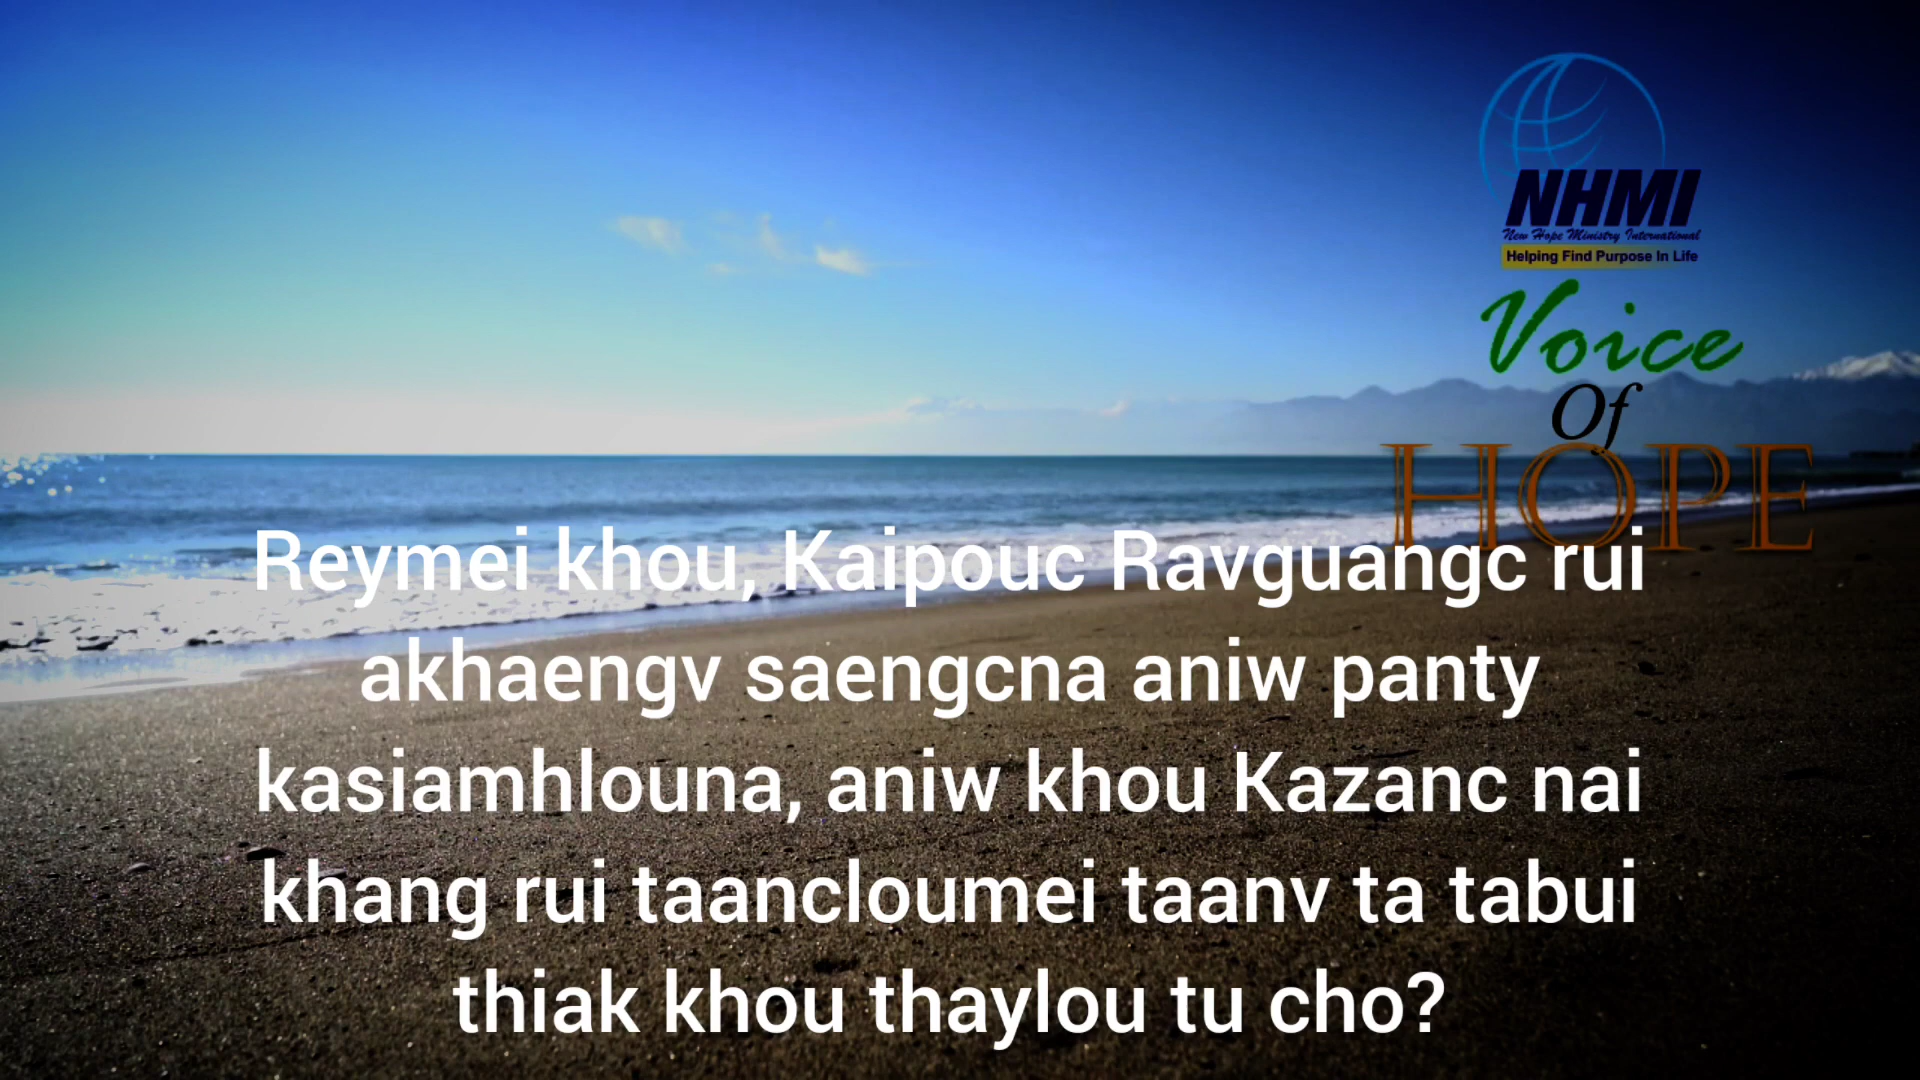 NHMI
New Hope Ministry International
Helping Find Purpose In Life
Voice
Of
HOPE
Reymei khou, Kaipouc Ravguangc rui
akhaengv saengcna aniw panty
kasiamhlouna, aniw khou Kazanc nai
khang rui taancloumei taanv ta tabui
thiak khou thaylou tu cho?